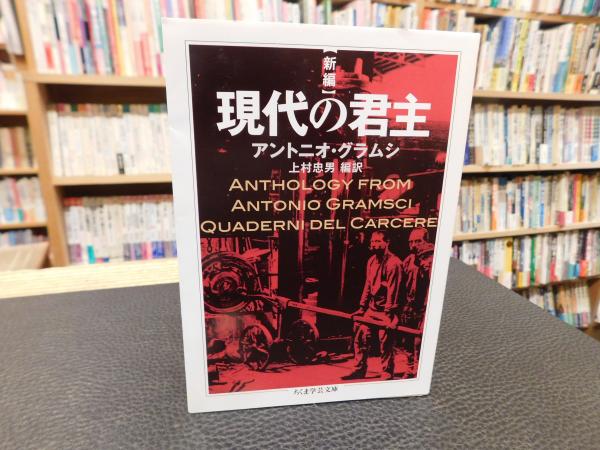 【新編】
現代の君主
アントニオ・グラムシ
上村忠男 編訳
ANTHOLOGY FROM
ANTONIO GRAMSCI
QUADERNI DEL CARCERE
ちくま学芸文庫